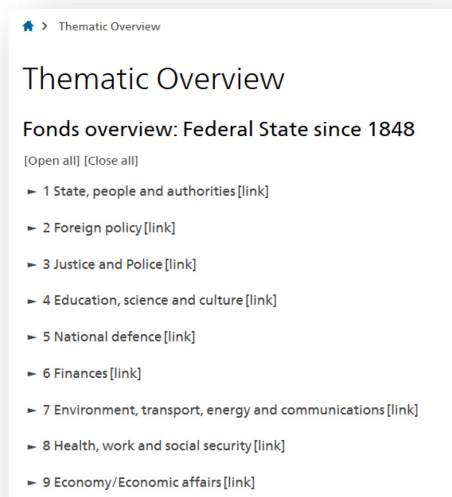 Thematic Overview
Thematic Overview
Fonds overview: Federal State since 1848
[Open all] [Close all]
► 1 State, people and authorities [link]
► 2 Foreign policy [link]
► 3 Justice and Police [link]
► 4 Education, science and culture [link]
► 5 National defence [link]
► 6 Finances [link]
► 7 Environment, transport, energy and communications [link]
► 8 Health, work and social security [link]
► 9 Economy/Economic affairs [link]